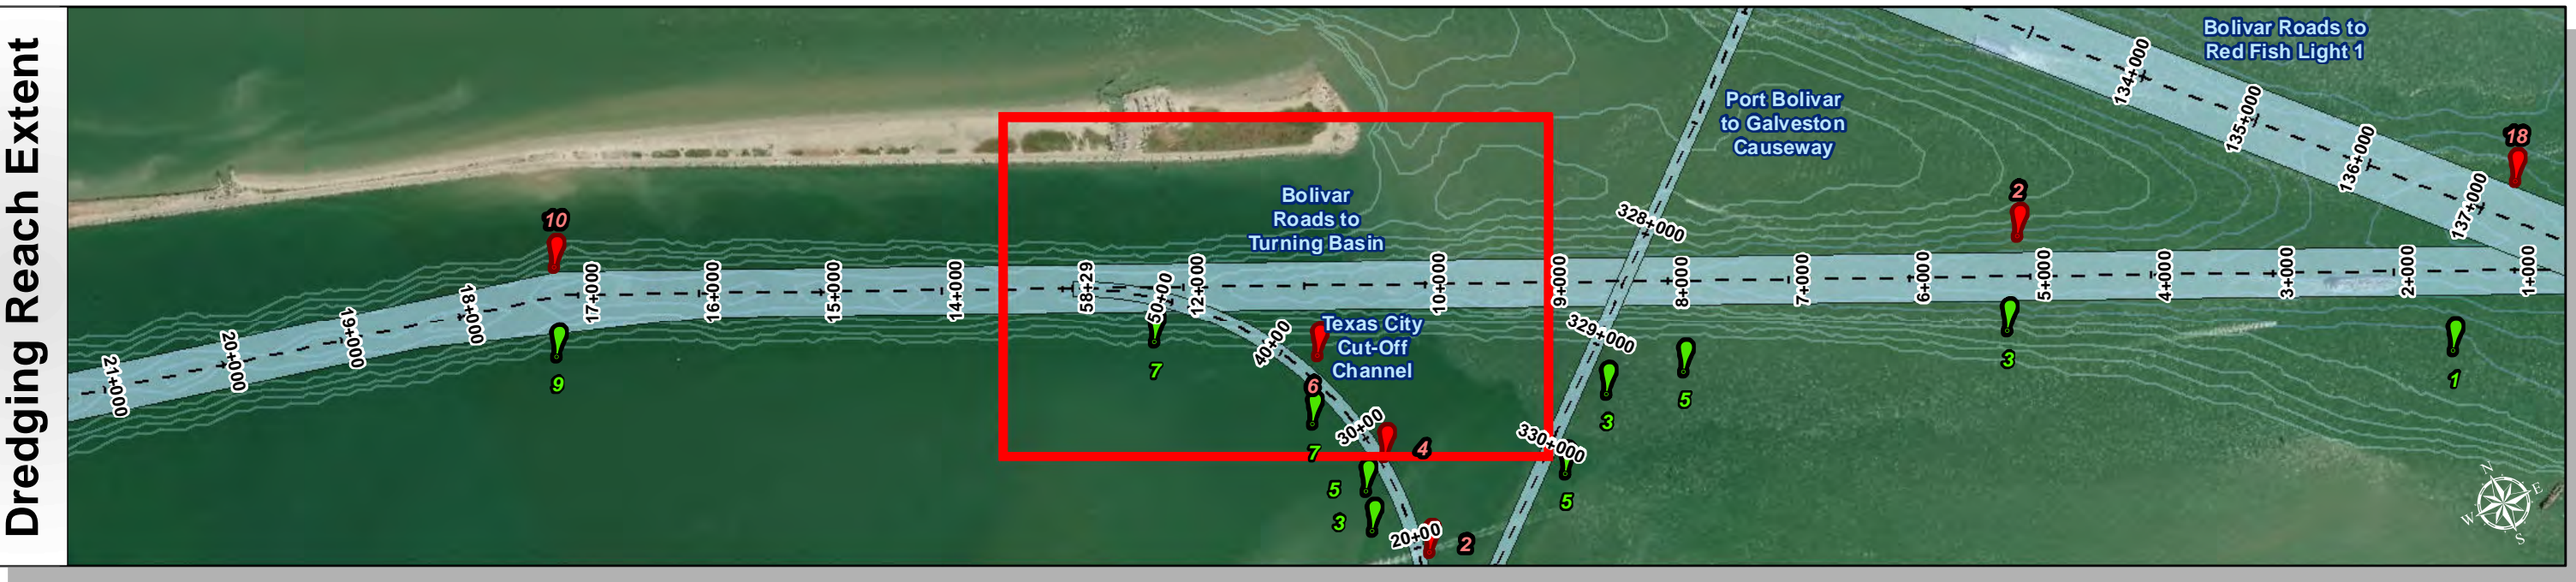 Dredging Reach Extent
Bolivar Roads to
Red Fish Light 1
134+000
135+000
136+000
137+000
18
Port Bolivar
to Galveston
Causeway
2
10
Bolivar
Roads to
Turning Basin
328+000
329+000
330+000
21+000
20+000
19+000
18+000
17+000
16+000
15+000
14+000
58+29
50+00
12+000
10+000
9+000
8+000
7+000
6+000
5+000
4+000
3+000
2+000
1+000
Texas City
Cut-Off
Channel
40+00
30+00
20+00
9
7
6
7
4
5
3
2
3
5
5
3
1
N
E
S
W